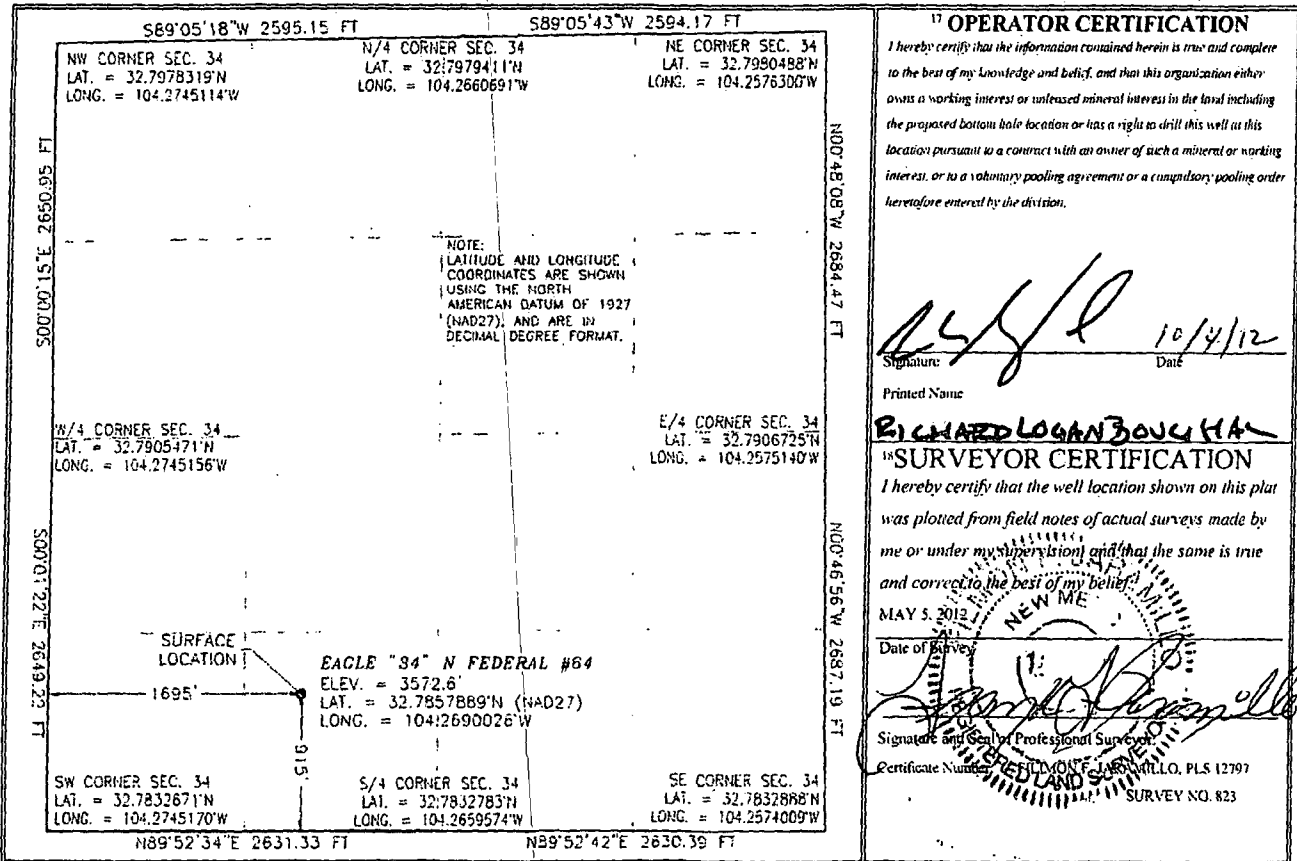 S89°05'18"W 2595.15 FT
S89°05'43"W 2594.17 FT
NW CORNER SEC. 34
LAT. = 32.7978319'N
LONG. = 104.2745114'W
N/4 CORNER SEC. 34
LAT. = 32.7979411'N
LONG. = 104.2660691'W
NE CORNER SEC. 34
LAT. = 32.7980488'N
LONG. = 104.2576300'W
S00°00'15"E 2650.95 FT
N00°48'08"W 2684.47 FT
NOTE:
LATITUDE AND LONGITUDE
COORDINATES ARE SHOWN
USING THE NORTH
AMERICAN DATUM OF 1927
(NAD27), AND ARE IN
DECIMAL DEGREE FORMAT.
W/4 CORNER SEC. 34
LAT. = 32.7905471'N
LONG. = 104.2745156'W
E/4 CORNER SEC. 34
LAT. = 32.7906725'N
LONG. = 104.2575140'W
S00°01'22"E 2649.22 FT
N00°46'56"W 2687.19 FT
SURFACE
LOCATION
1695'
915'
EAGLE "34" N FEDERAL #64
ELEV. = 3572.6'
LAT. = 32.7857889'N (NAD27)
LONG. = 104.2690026'W
SW CORNER SEC. 34
LAT. = 32.7832671'N
LONG. = 104.2745170'W
S/4 CORNER SEC. 34
LAT. = 32.7832783'N
LONG. = 104.2659574'W
SE CORNER SEC. 34
LAT. = 32.7832888'N
LONG. = 104.2574009'W
N89°52'34"E 2631.33 FT
N89°52'42"E 2630.39 FT
17 OPERATOR CERTIFICATION
I hereby certify that the information contained herein is true and complete
to the best of my knowledge and belief, and that this organization either
owns a working interest or unleased mineral interest in the land including
the proposed bottom hole location or has a right to drill this well at this
location pursuant to a contract with an owner of such a mineral or working
interest, or to a voluntary pooling agreement or a compulsory pooling order
heretofore entered by the division.
10/4/12
Signature Date
Printed Name
RICHARD LOGAN BOUCHAL
18 SURVEYOR CERTIFICATION
I hereby certify that the well location shown on this plat
was plotted from field notes of actual surveys made by
me or under my supervision, and that the same is true
and correct to the best of my belief.
MAY 5, 2012
Date of Survey
NEW ME
REGISTERED LAND SURVEYOR
Signature and Seal of Professional Surveyor:
Certificate Number FILIMON F. JARAMILLO, PLS 12797
SURVEY NO. 823